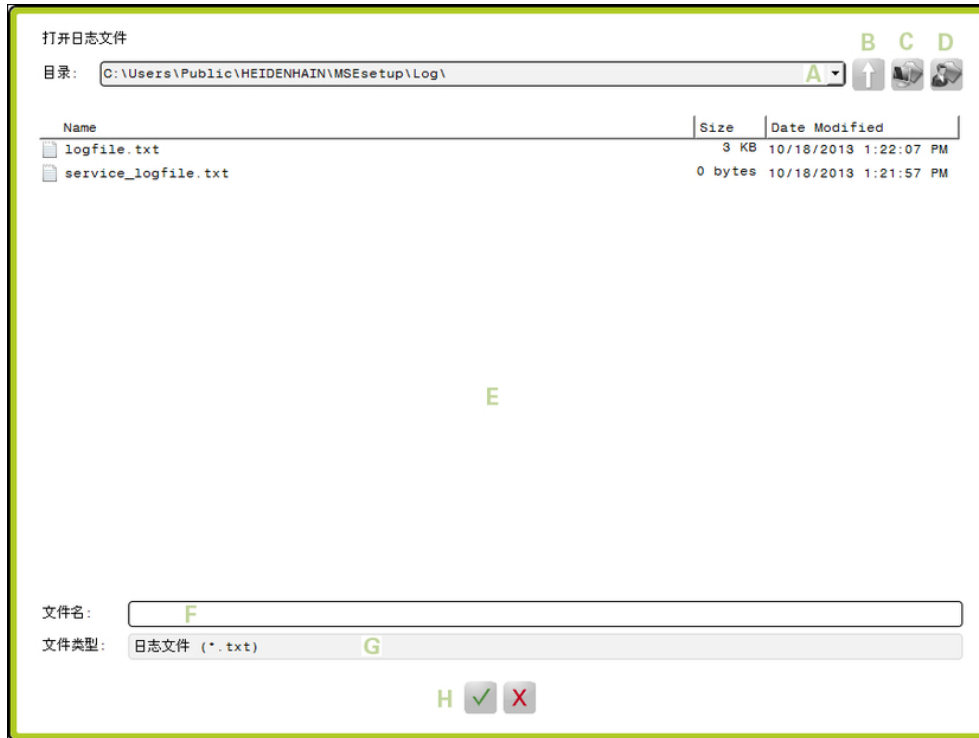 打开日志文件
B C D
目录: C:\Users\Public\HEIDENHAIN\MSEsetup\Log\ A
Name Size Date Modified
logfile.txt 3 KB 10/18/2013 1:22:07 PM
service_logfile.txt 0 bytes 10/18/2013 1:21:57 PM
E
文件名: F
文件类型: 日志文件 (*.txt) G
H